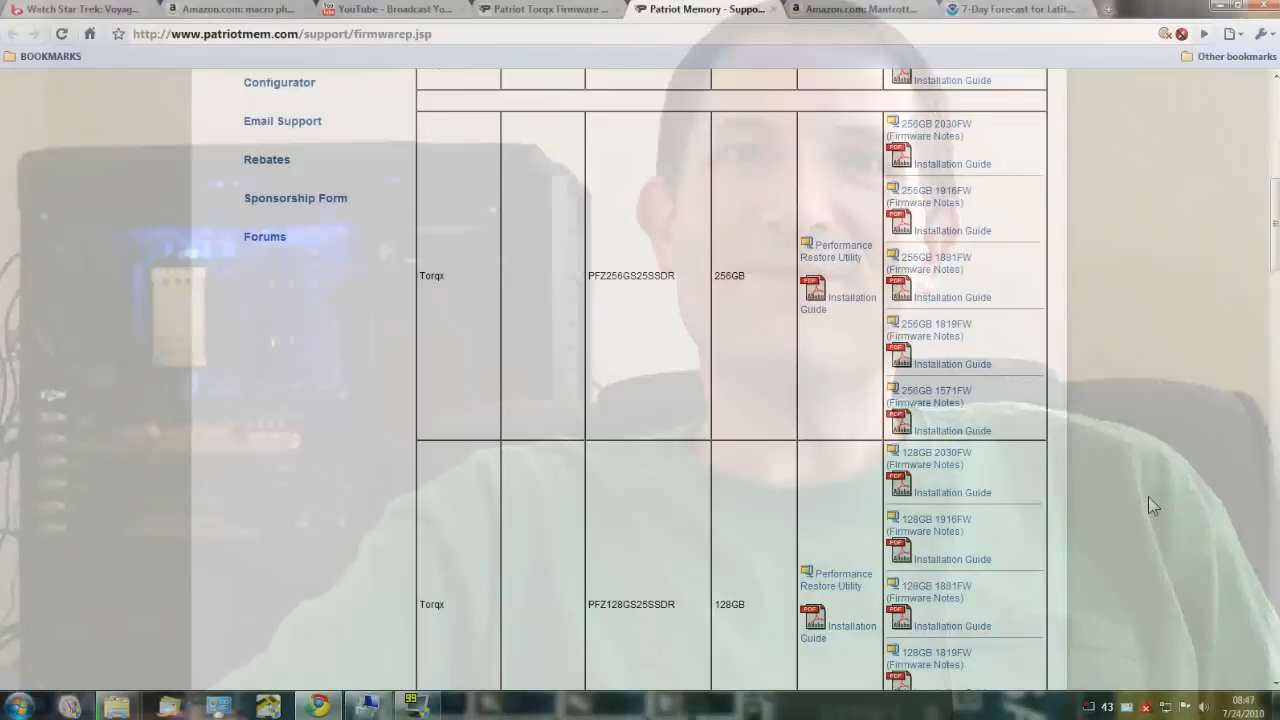 Watch Star Trek: Voyag...
Amazon.com: macro ph...
YouTube - Broadcast Yo...
Patriot Torqx Firmware ...
Patriot Memory - Suppo...
Amazon.com: Manfrott...
7-Day Forecast for Latit...
http://www.patriotmem.com/support/firmwarep.jsp
BOOKMARKS
Other bookmarks
Configurator
Email Support
Rebates
Sponsorship Form
Forums
Installation Guide
Torqx
PFZ256GS25SSDR
256GB
Performance
Restore Utility
Installation
Guide
256GB 2030FW
(Firmware Notes)
Installation Guide
256GB 1916FW
(Firmware Notes)
Installation Guide
256GB 1881FW
(Firmware Notes)
Installation Guide
256GB 1819FW
(Firmware Notes)
Installation Guide
256GB 1571FW
(Firmware Notes)
Installation Guide
Torqx
PFZ128GS25SSDR
128GB
Performance
Restore Utility
Installation
Guide
128GB 2030FW
(Firmware Notes)
Installation Guide
128GB 1916FW
(Firmware Notes)
Installation Guide
128GB 1881FW
(Firmware Notes)
Installation Guide
128GB 1819FW
(Firmware Notes)
99
43
08:47
7/24/2010